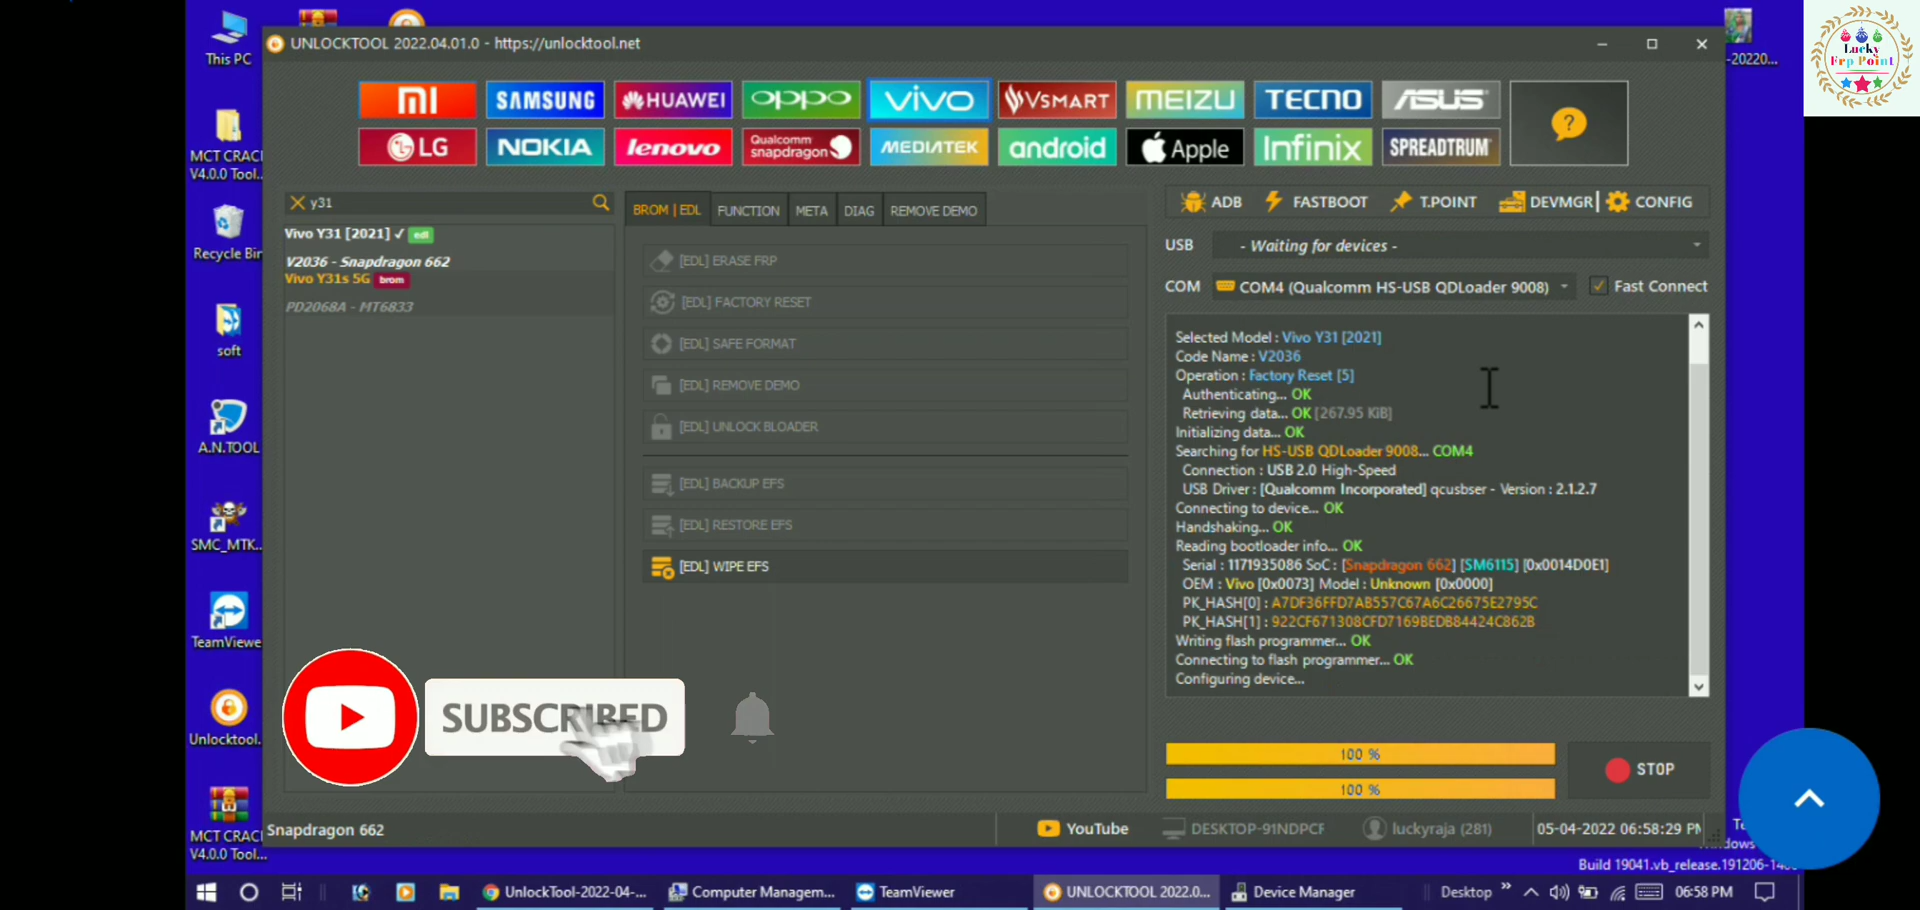 This PC
UNLOCKTOOL 2022.04.01.0 - https://unlocktool.net
-20220...
Lucky
Frp Point
MI SAMSUNG HUAWEI oppo vivo VSMART MEIZU TECNO ASUS
LG NOKIA lenovo Qualcomm snapdragon MEDIATEK android Apple Infinix SPREADTRUM
?
MCT CRACK
V4.0.0 Tool...
Recycle Bin
soft
A.N.TOOL
SMC_MTK...
TeamViewer
Unlocktool.
MCT CRACK
V4.0.0 Tool...
y31
Vivo Y31 [2021] ✓ edl
V2036 - Snapdragon 662
Vivo Y31s 5G brom
PD2068A - MT6833
BROM | EDL FUNCTION META DIAG REMOVE DEMO
[EDL] ERASE FRP
[EDL] FACTORY RESET
[EDL] SAFE FORMAT
[EDL] REMOVE DEMO
[EDL] UNLOCK BLOADER
[EDL] BACKUP EFS
[EDL] RESTORE EFS
[EDL] WIPE EFS
ADB FASTBOOT T.POINT DEVMGR CONFIG
USB - Waiting for devices -
COM COM4 (Qualcomm HS-USB QDLoader 9008) Fast Connect
Selected Model : Vivo Y31 [2021]
Code Name : V2036
Operation : Factory Reset [5]
Authenticating... OK
Retrieving data... OK [267.95 KiB]
Initializing data... OK
Searching for HS-USB QDLoader 9008... COM4
Connection : USB 2.0 High-Speed
USB Driver : [Qualcomm Incorporated] qcusbser - Version : 2.1.2.7
Connecting to device... OK
Handshaking... OK
Reading bootloader info... OK
Serial : 1171935086 SoC : [Snapdragon 662] [SM6115] [0x0014D0E1]
OEM : Vivo [0x0073] Model : Unknown [0x0000]
PK_HASH[0] : A7DF36FFD7AB557C67A6C26675E2795C
PK_HASH[1] : 922CF671308CFD7169BEDB84424C862B
Writing flash programmer... OK
Connecting to flash programmer... OK
Configuring device...
SUBSCRIBED
100 %
100 %
STOP
Snapdragon 662
YouTube DESKTOP-91NDPCF luckyraja (281) 05-04-2022 06:58:29 PM
Build 19041.vb_release.191206-14
UnlockTool-2022-04-... Computer Managem... TeamViewer UNLOCKTOOL 2022.0... Device Manager Desktop » 06:58 PM